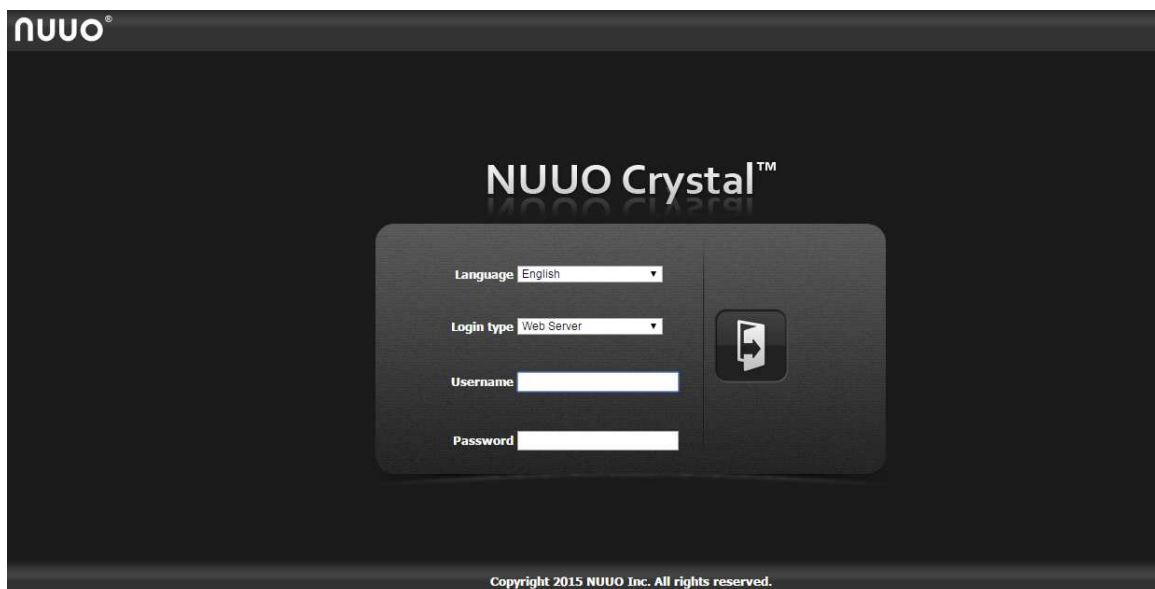 nuuo®
NUUO Crystal™
Language English
Login type Web Server
Username
Password
Copyright 2015 NUUO Inc. All rights reserved.